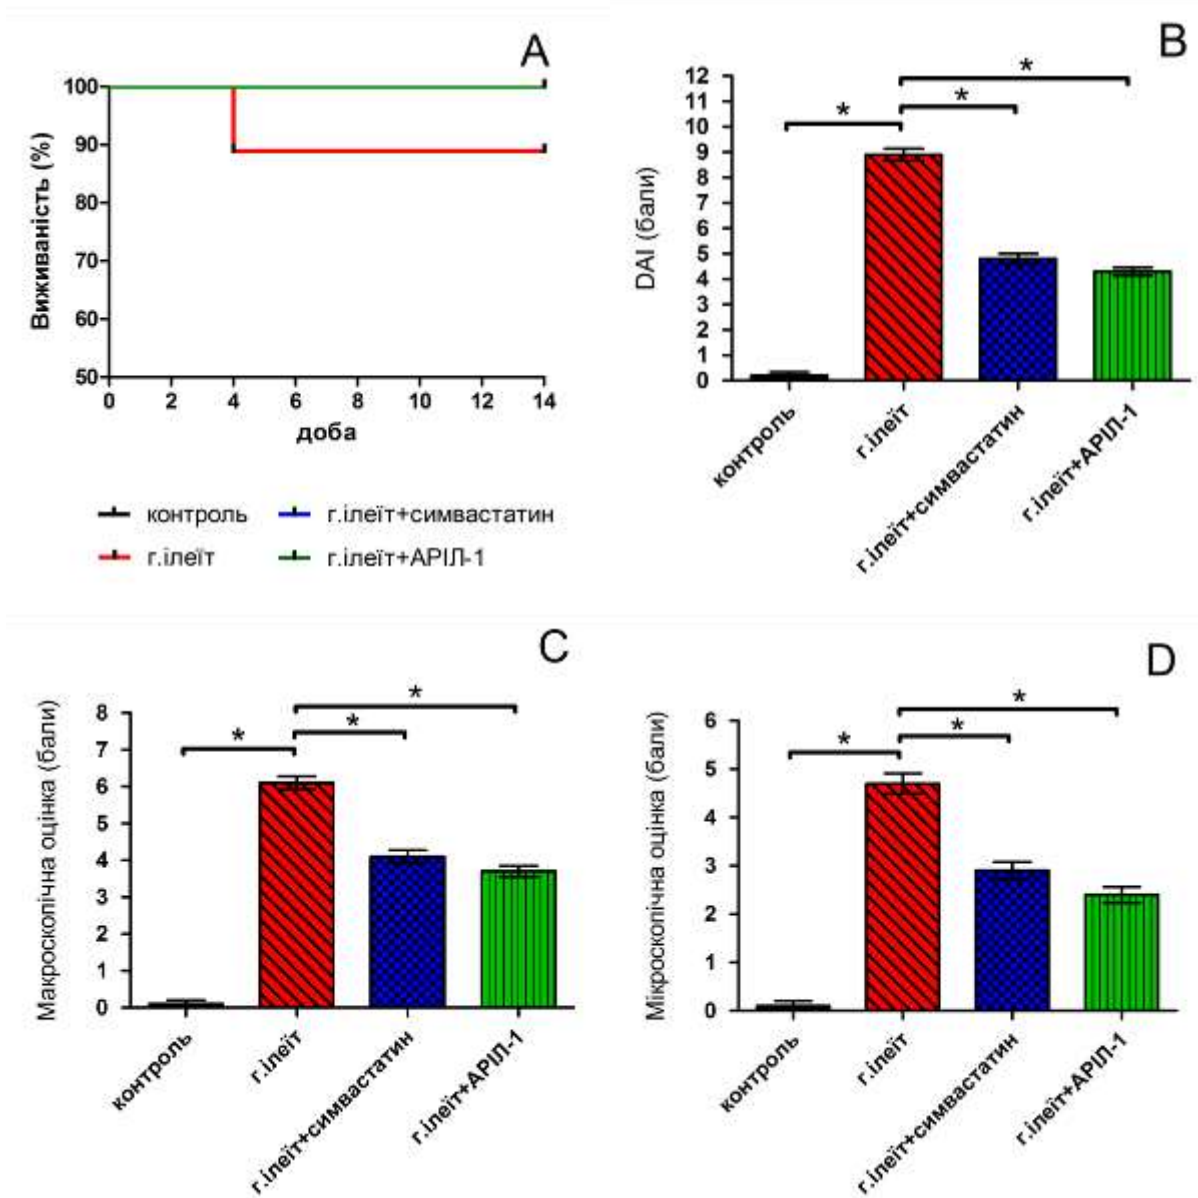 A
Виживаність (%)
100
90
80
70
60
50
0 2 4 6 8 10 12 14
доба
контроль
г.ілеїт+симвастатин
г.ілеїт
г.ілеїт+АРІЛ-1
B
DAI (бали)
12
11
10
9
8
7
6
5
4
3
2
1
0
*
*
*
контроль
г.ілеїт
г.ілеїт+симвастатин
г.ілеїт+АРІЛ-1
C
Макроскопічна оцінка (бали)
8
7
6
5
4
3
2
1
0
*
*
*
контроль
г.ілеїт
г.ілеїт+симвастатин
г.ілеїт+АРІЛ-1
D
Мікроскопічна оцінка (бали)
6
5
4
3
2
1
0
*
*
*
контроль
г.ілеїт
г.ілеїт+симвастатин
г.ілеїт+АРІЛ-1